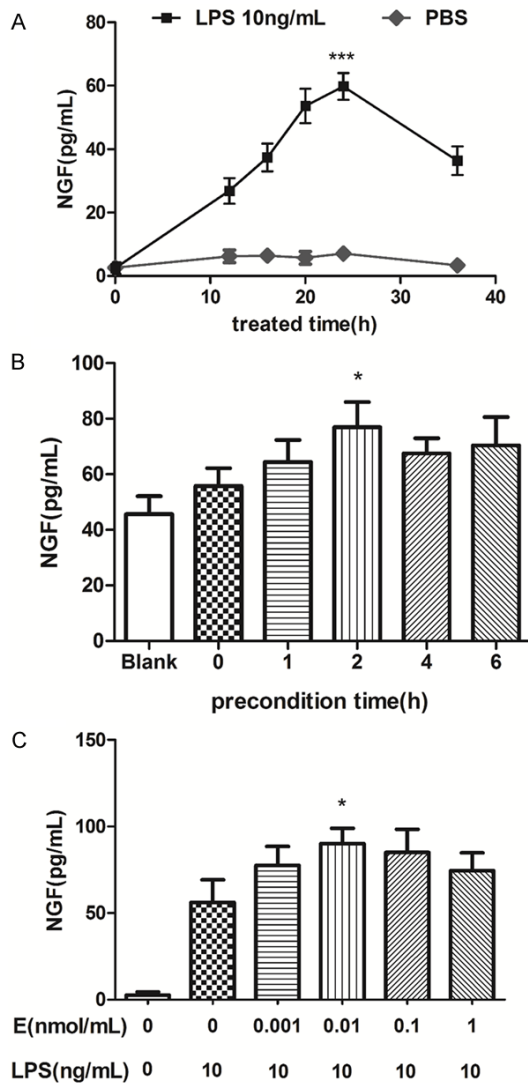 A
LPS 10ng/mL PBS
NGF(pg/mL)
80
60
40
20
0
***
0 10 20 30 40
treated time(h)
B
NGF(pg/mL)
100
80
60
40
20
0
*
Blank 0 1 2 4 6
precondition time(h)
C
NGF(pg/mL)
150
100
50
0
*
E(nmol/mL) 0 0 0.001 0.01 0.1 1
LPS(ng/mL) 0 10 10 10 10 10